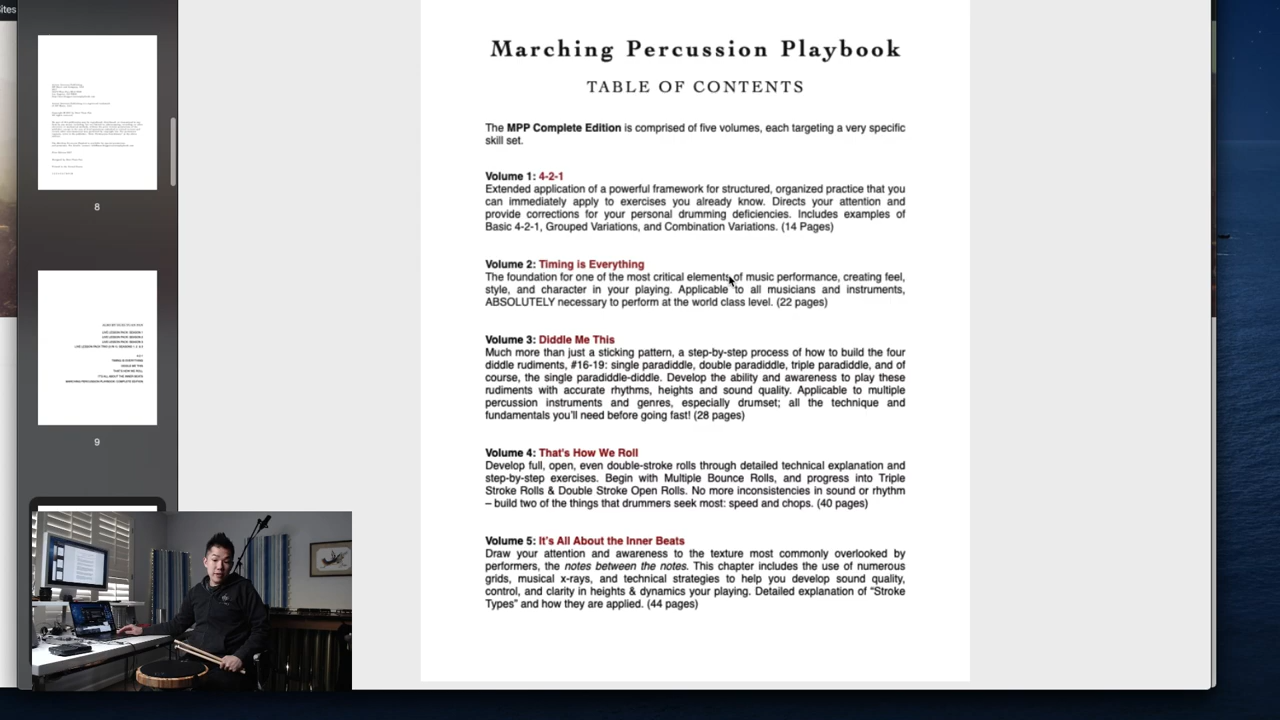 ites
8
9
Marching Percussion Playbook
TABLE OF CONTENTS
The MPP Complete Edition is comprised of five volumes, each targeting a very specific
skill set.
Volume 1: 4-2-1
Extended application of a powerful framework for structured, organized practice that you
can immediately apply to exercises you already know. Directs your attention and
provide corrections for your personal drumming deficiencies. Includes examples of
Basic 4-2-1, Grouped Variations, and Combination Variations. (14 Pages)
Volume 2: Timing is Everything
The foundation for one of the most critical elements of music performance, creating feel,
style, and character in your playing. Applicable to all musicians and instruments,
ABSOLUTELY necessary to perform at the world class level. (22 pages)
Volume 3: Diddle Me This
Much more than just a sticking pattern, a step-by-step process of how to build the four
diddle rudiments, #16-19: single paradiddle, double paradiddle, triple paradiddle, and of
course, the single paradiddle-diddle. Develop the ability and awareness to play these
rudiments with accurate rhythms, heights and sound quality. Applicable to multiple
percussion instruments and genres, especially drumset; all the technique and
fundamentals you'll need before going fast! (28 pages)
Volume 4: That's How We Roll
Develop full, open, even double-stroke rolls through detailed technical explanation and
step-by-step exercises. Begin with Multiple Bounce Rolls, and progress into Triple
Stroke Rolls & Double Stroke Open Rolls. No more inconsistencies in sound or rhythm
– build two of the things that drummers seek most: speed and chops. (40 pages)
Volume 5: It's All About the Inner Beats
Draw your attention and awareness to the texture most commonly overlooked by
performers, the notes between the notes. This chapter includes the use of numerous
grids, musical x-rays, and technical strategies to help you develop sound quality,
control, and clarity in heights & dynamics your playing. Detailed explanation of “Stroke
Types” and how they are applied. (44 pages)